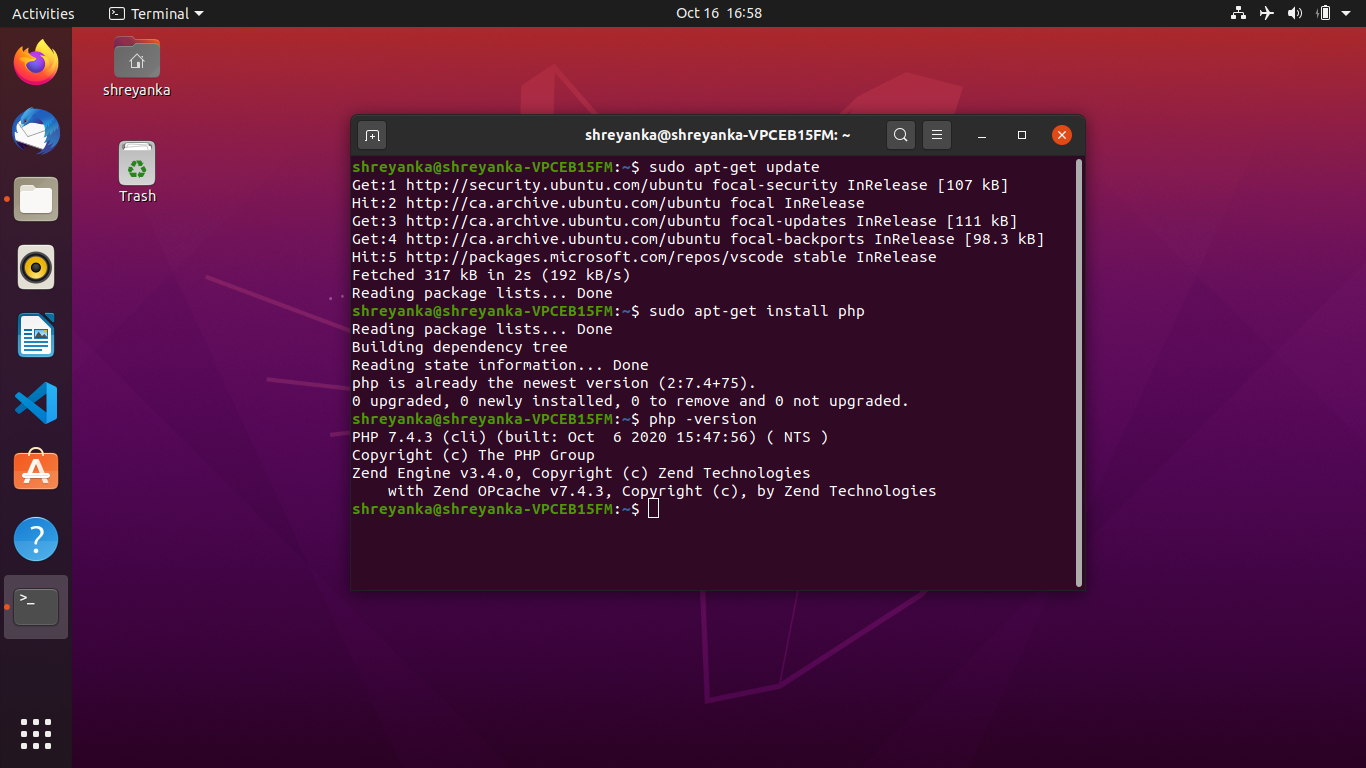 Activities
Terminal
Oct 16 16:58
shreyanka
Trash
shreyanka@shreyanka-VPCEB15FM: ~
shreyanka@shreyanka-VPCEB15FM:~$ sudo apt-get update
Get:1 http://security.ubuntu.com/ubuntu focal-security InRelease [107 kB]
Hit:2 http://ca.archive.ubuntu.com/ubuntu focal InRelease
Get:3 http://ca.archive.ubuntu.com/ubuntu focal-updates InRelease [111 kB]
Get:4 http://ca.archive.ubuntu.com/ubuntu focal-backports InRelease [98.3 kB]
Hit:5 http://packages.microsoft.com/repos/vscode stable InRelease
Fetched 317 kB in 2s (192 kB/s)
Reading package lists... Done
shreyanka@shreyanka-VPCEB15FM:~$ sudo apt-get install php
Reading package lists... Done
Building dependency tree
Reading state information... Done
php is already the newest version (2:7.4+75).
0 upgraded, 0 newly installed, 0 to remove and 0 not upgraded.
shreyanka@shreyanka-VPCEB15FM:~$ php -version
PHP 7.4.3 (cli) (built: Oct  6 2020 15:47:56) ( NTS )
Copyright (c) The PHP Group
Zend Engine v3.4.0, Copyright (c) Zend Technologies
    with Zend OPcache v7.4.3, Copyright (c), by Zend Technologies
shreyanka@shreyanka-VPCEB15FM:~$